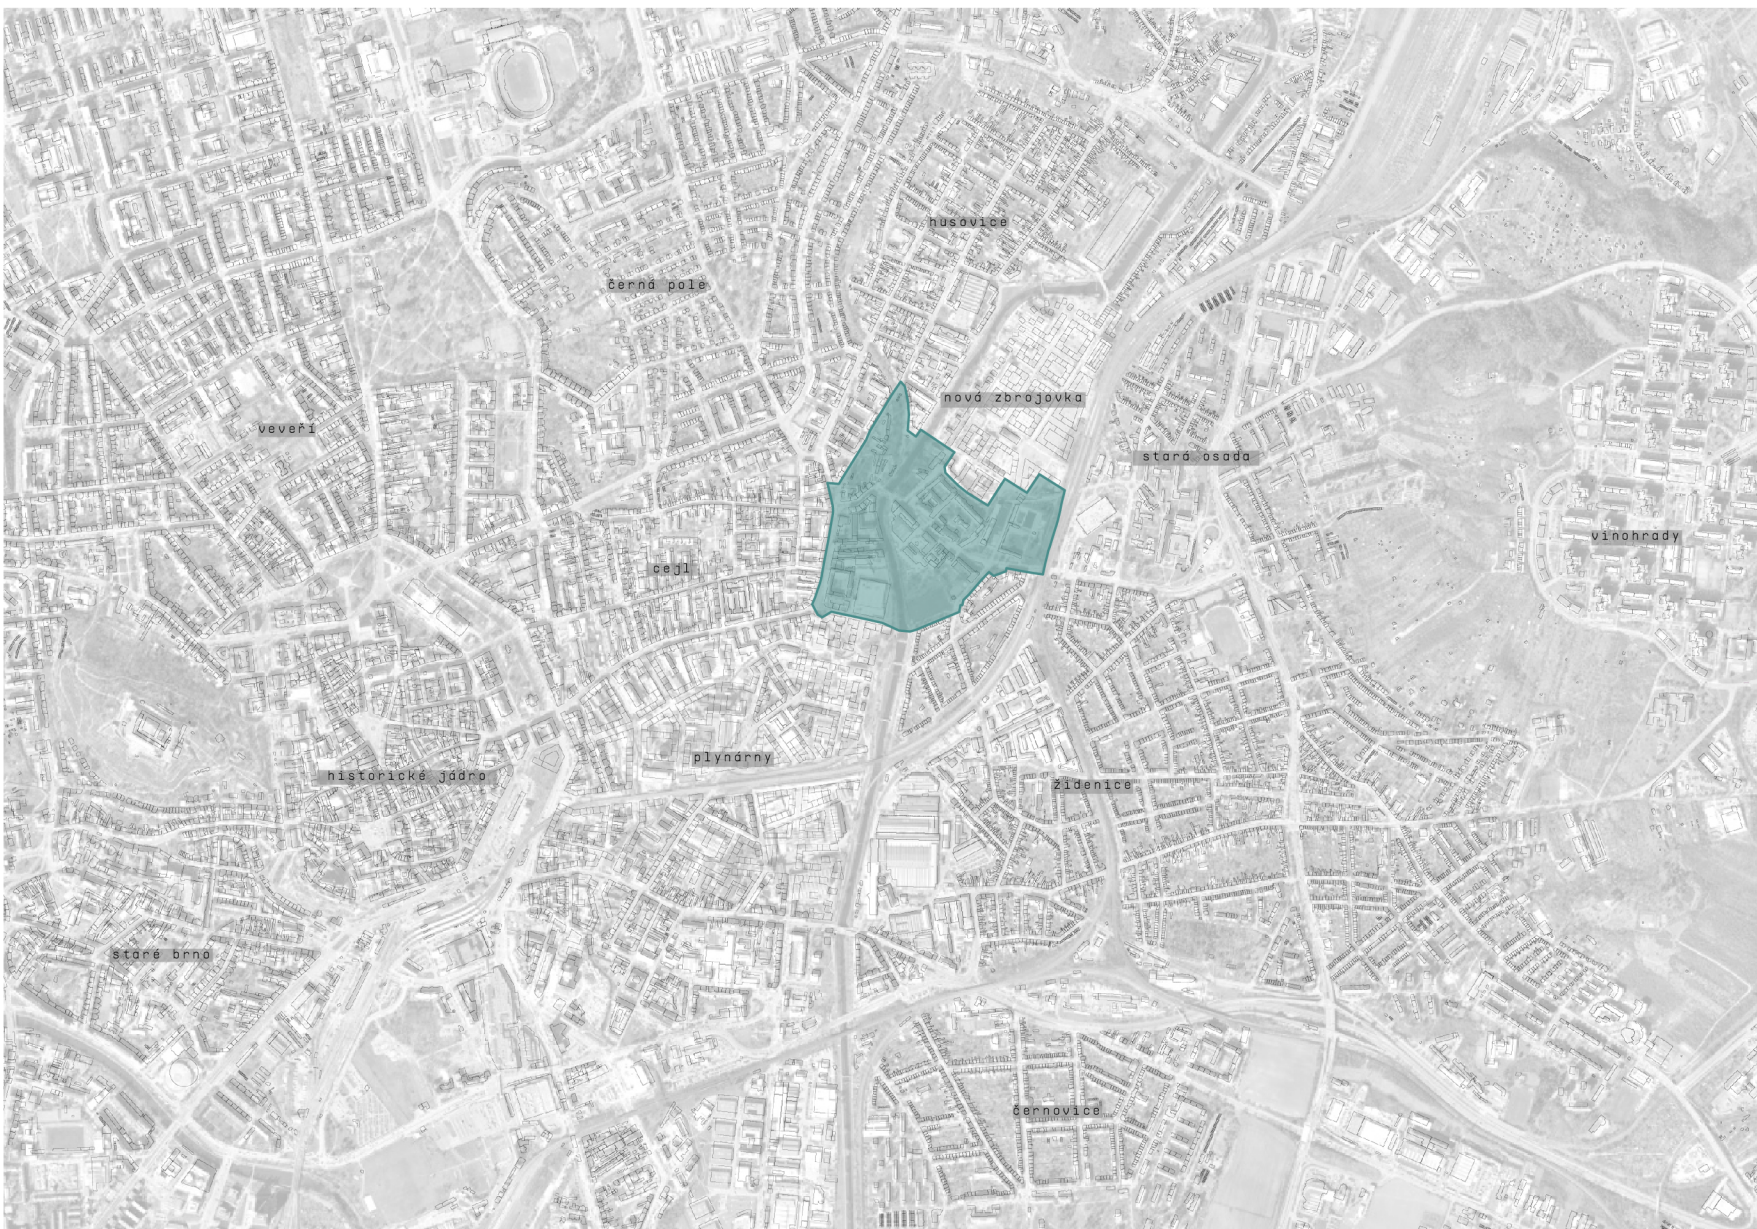 husovice
černá pole
nová zbrojovka
veveří
stará osada
vinohrady
cejl
plynárny
historické jádro
židenice
staré brno
černovice